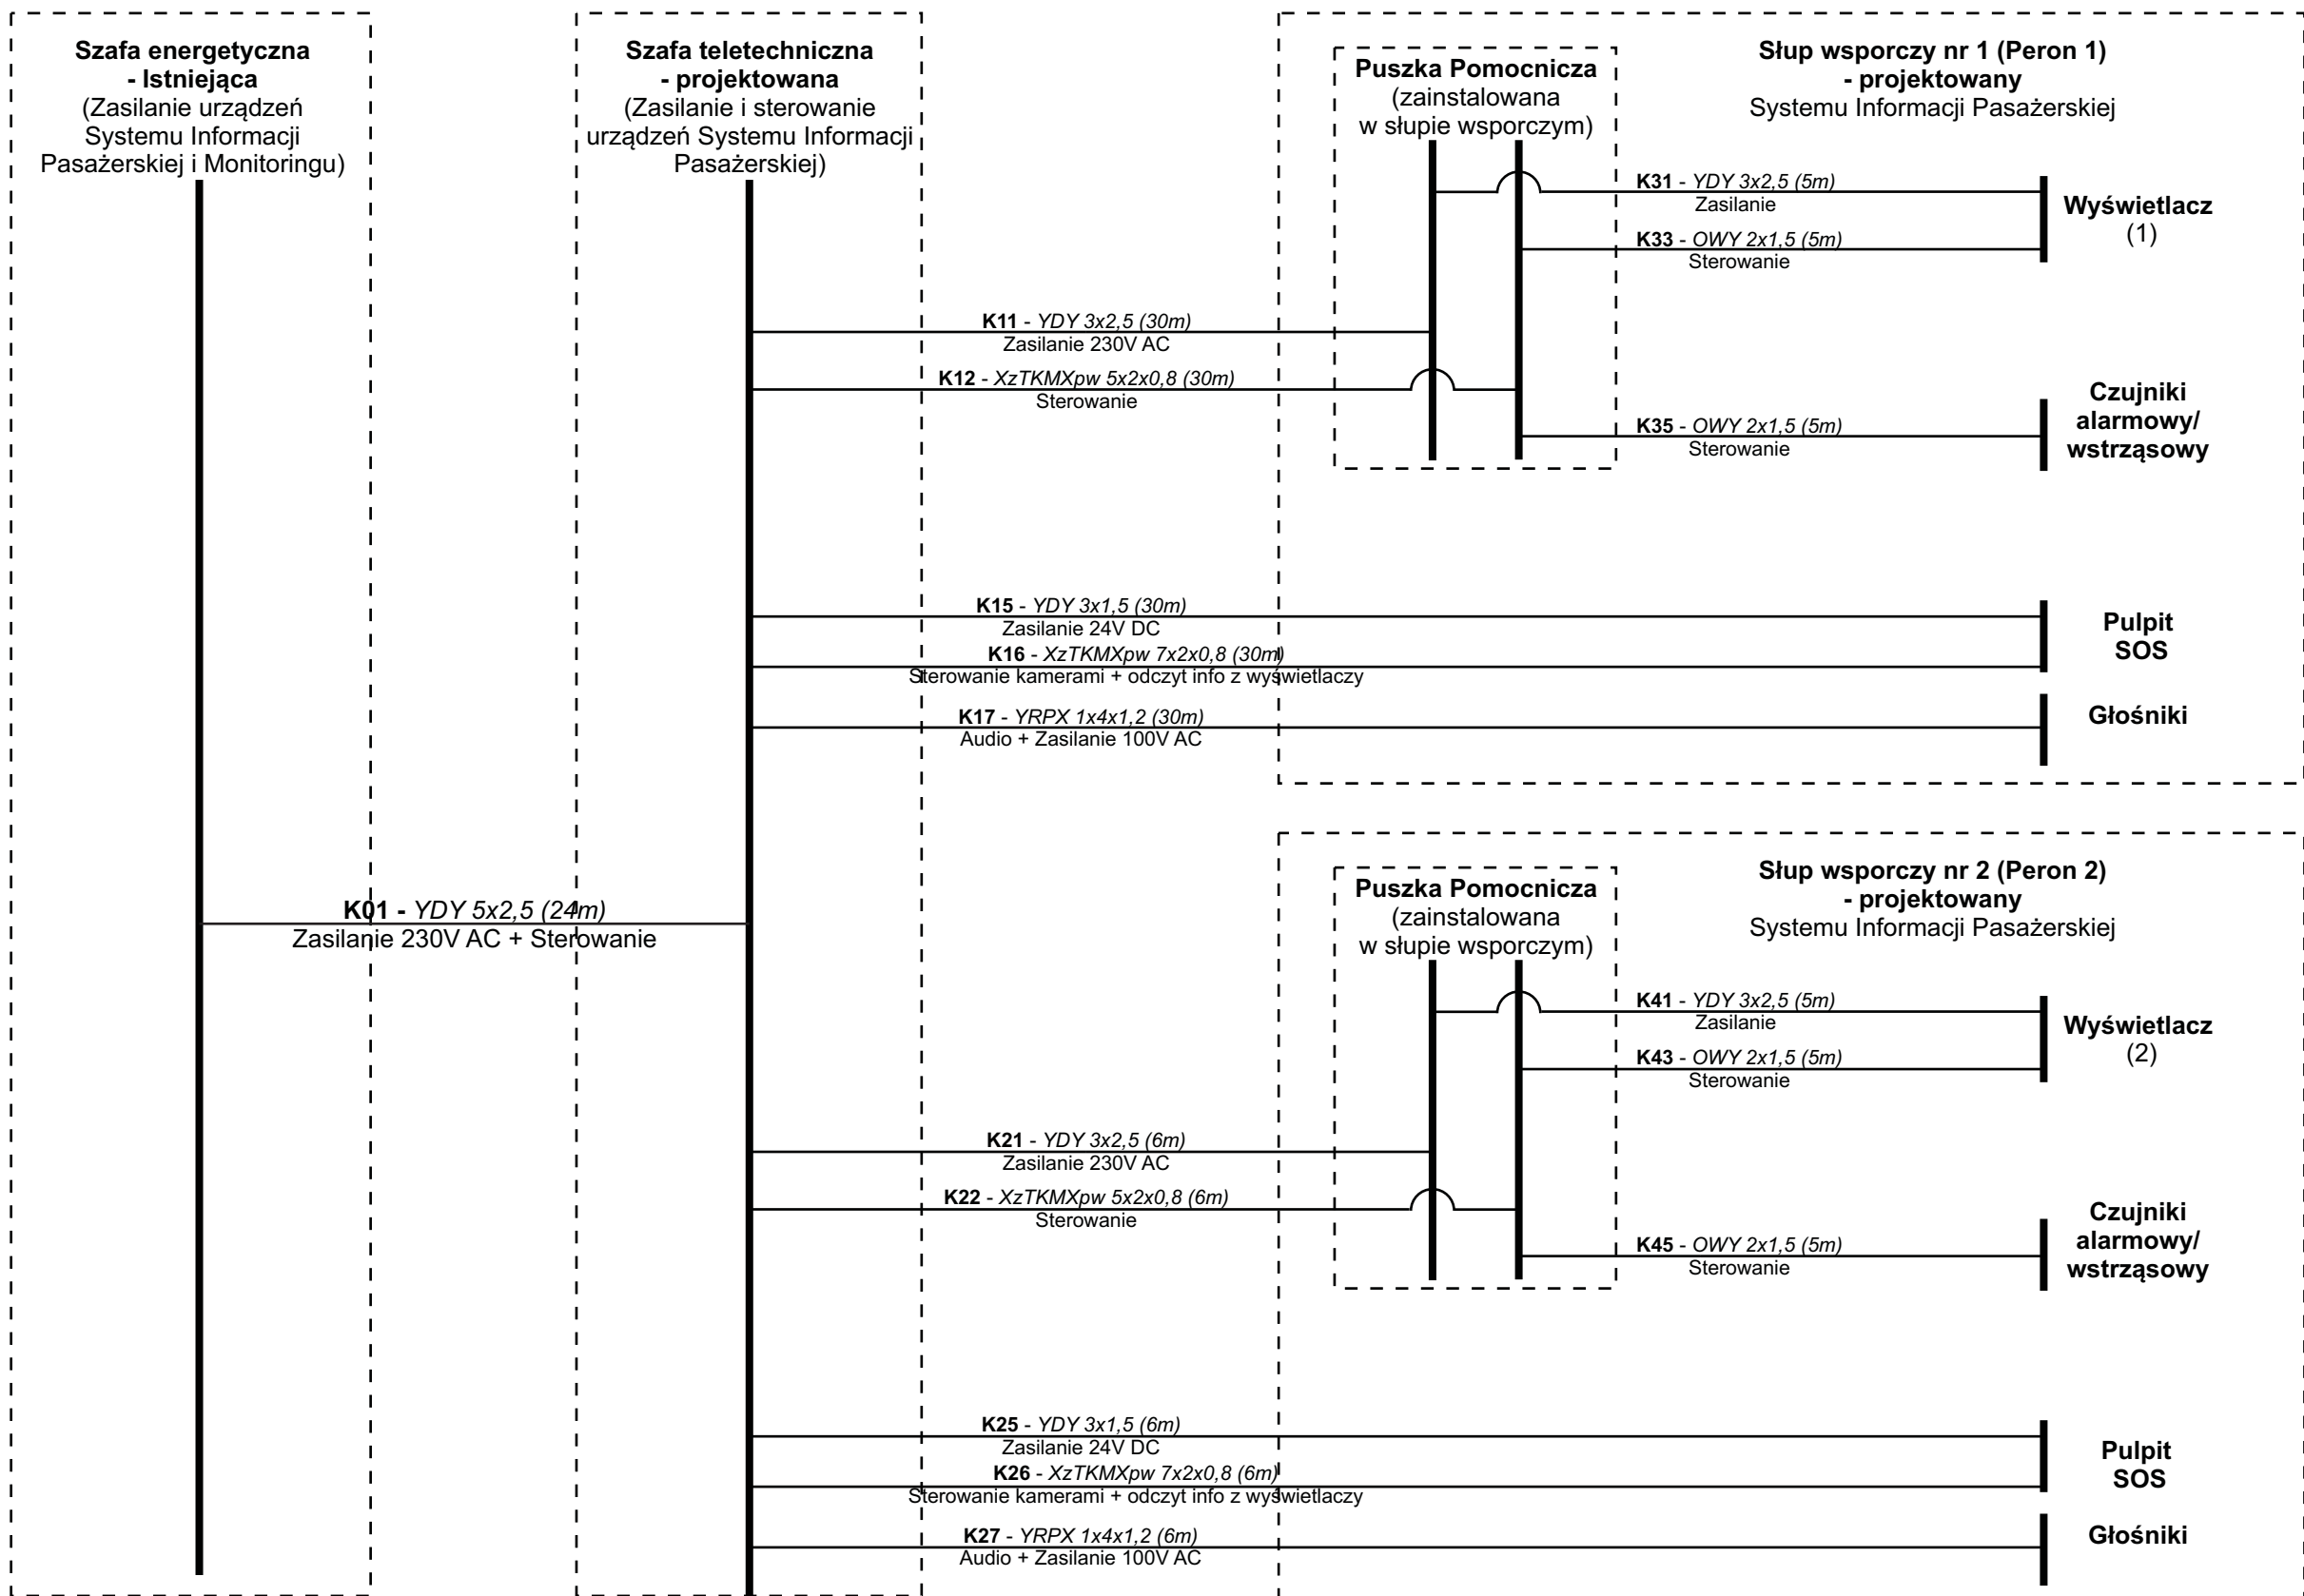 Szafa energetyczna
- Istniejąca
(Zasilanie urządzeń
Systemu Informacji
Pasażerskiej i Monitoringu)
Szafa teletechniczna
- projektowana
(Zasilanie i sterowanie
urządzeń Systemu Informacji
Pasażerskiej)
Puszka Pomocnicza
(zainstalowana
w słupie wsporczym)
Słup wsporczy nr 1 (Peron 1)
- projektowany
Systemu Informacji Pasażerskiej
K31 - YDY 3x2,5 (5m)
Zasilanie
Wyświetlacz
(1)
K33 - OWY 2x1,5 (5m)
Sterowanie
K11 - YDY 3x2,5 (30m)
Zasilanie 230V AC
K12 - XzTKMXpw 5x2x0,8 (30m)
Sterowanie
K35 - OWY 2x1,5 (5m)
Sterowanie
Czujniki
alarmowy/
wstrząsowy
K15 - YDY 3x1,5 (30m)
Zasilanie 24V DC
K16 - XzTKMXpw 7x2x0,8 (30m)
Sterowanie kamerami + odczyt info z wyświetlaczy
Pulpit
SOS
K17 - YRPX 1x4x1,2 (30m)
Audio + Zasilanie 100V AC
Głośniki
K01 - YDY 5x2,5 (24m)
Zasilanie 230V AC + Sterowanie
Puszka Pomocnicza
(zainstalowana
w słupie wsporczym)
Słup wsporczy nr 2 (Peron 2)
- projektowany
Systemu Informacji Pasażerskiej
K41 - YDY 3x2,5 (5m)
Zasilanie
Wyświetlacz
(2)
K43 - OWY 2x1,5 (5m)
Sterowanie
K21 - YDY 3x2,5 (6m)
Zasilanie 230V AC
K22 - XzTKMXpw 5x2x0,8 (6m)
Sterowanie
K45 - OWY 2x1,5 (5m)
Sterowanie
Czujniki
alarmowy/
wstrząsowy
K25 - YDY 3x1,5 (6m)
Zasilanie 24V DC
K26 - XzTKMXpw 7x2x0,8 (6m)
Sterowanie kamerami + odczyt info z wyświetlaczy
Pulpit
SOS
K27 - YRPX 1x4x1,2 (6m)
Audio + Zasilanie 100V AC
Głośniki